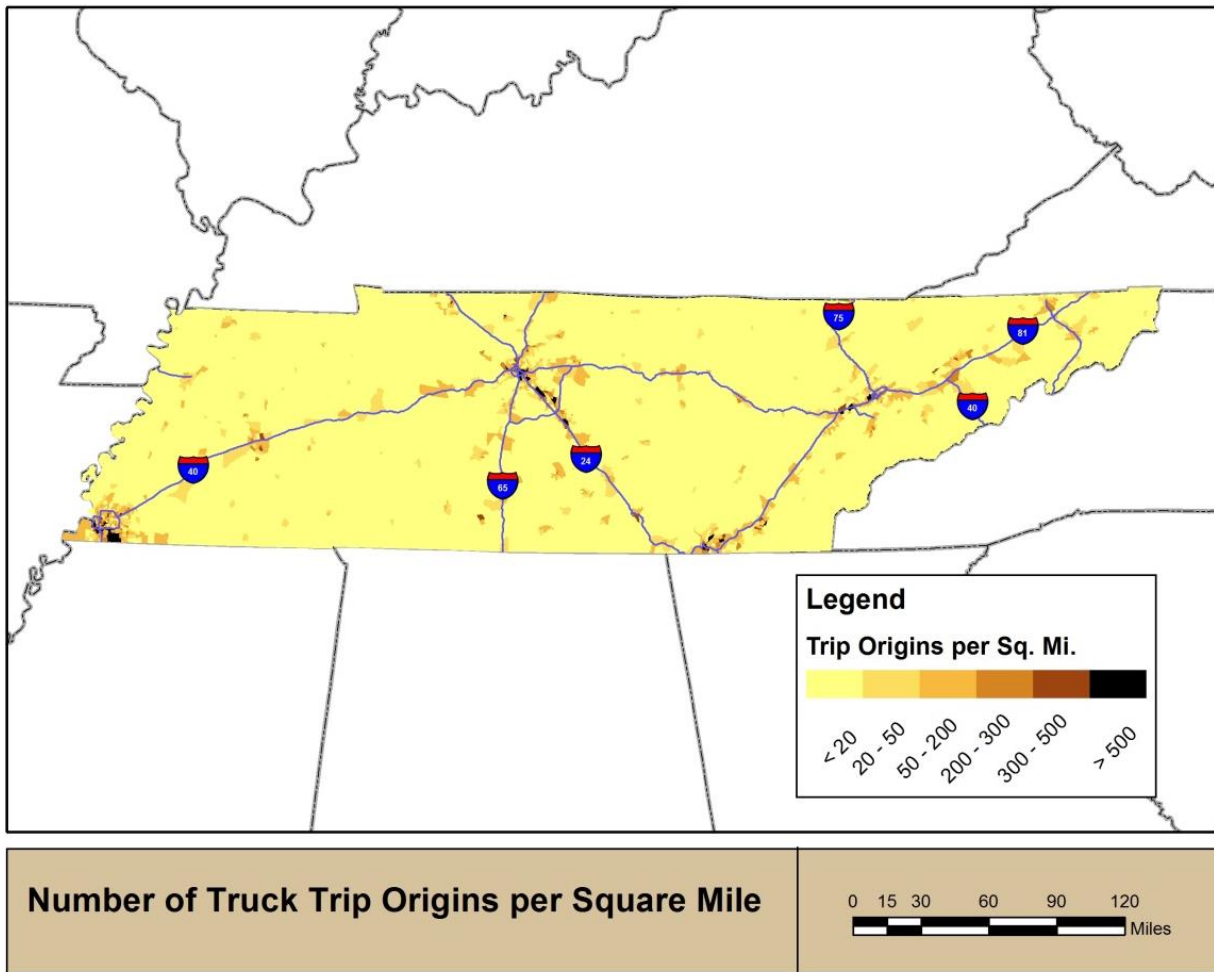 75
81
40
40
24
65
Legend
Trip Origins per Sq. Mi.
< 20
20 - 50
50 - 200
200 - 300
300 - 500
> 500
Number of Truck Trip Origins per Square Mile
0 15 30 60 90 120
Miles